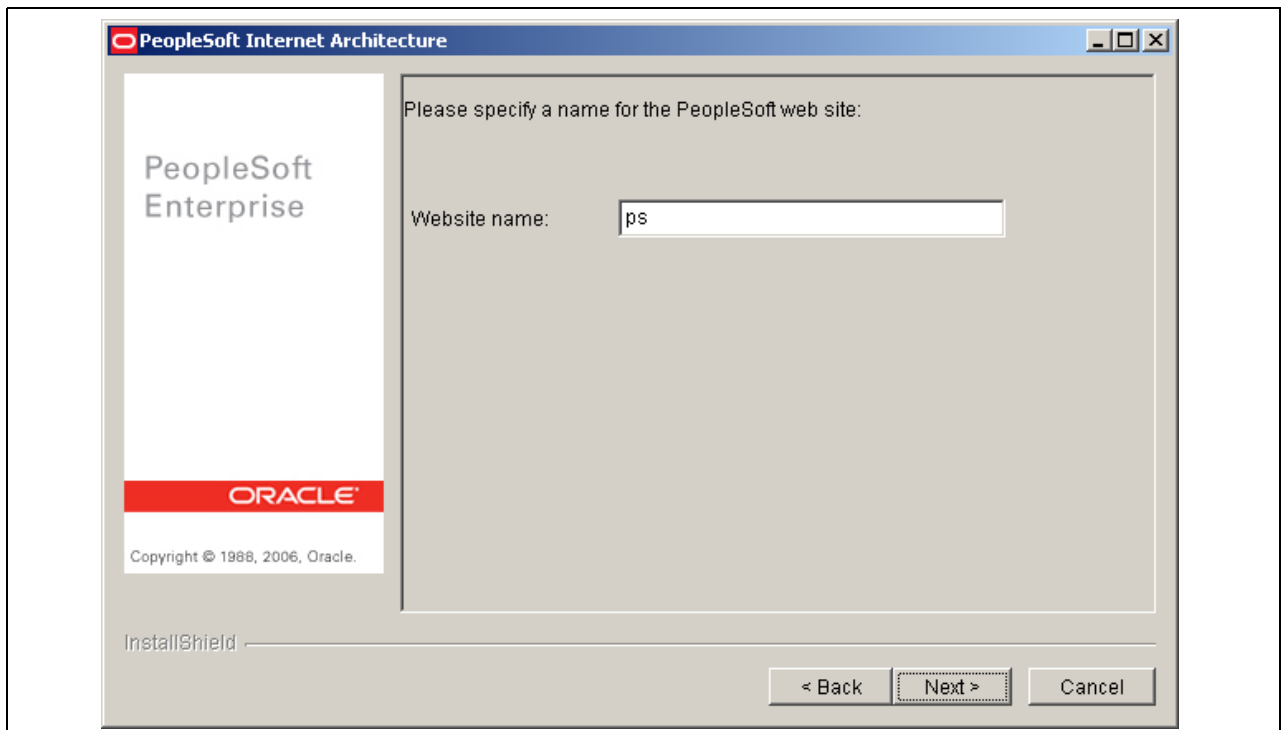 PeopleSoft Internet Architecture
PeopleSoft
Enterprise
ORACLE®
Copyright © 1988, 2006, Oracle.
Please specify a name for the PeopleSoft web site:
Website name: ps
InstallShield
< Back Next > Cancel